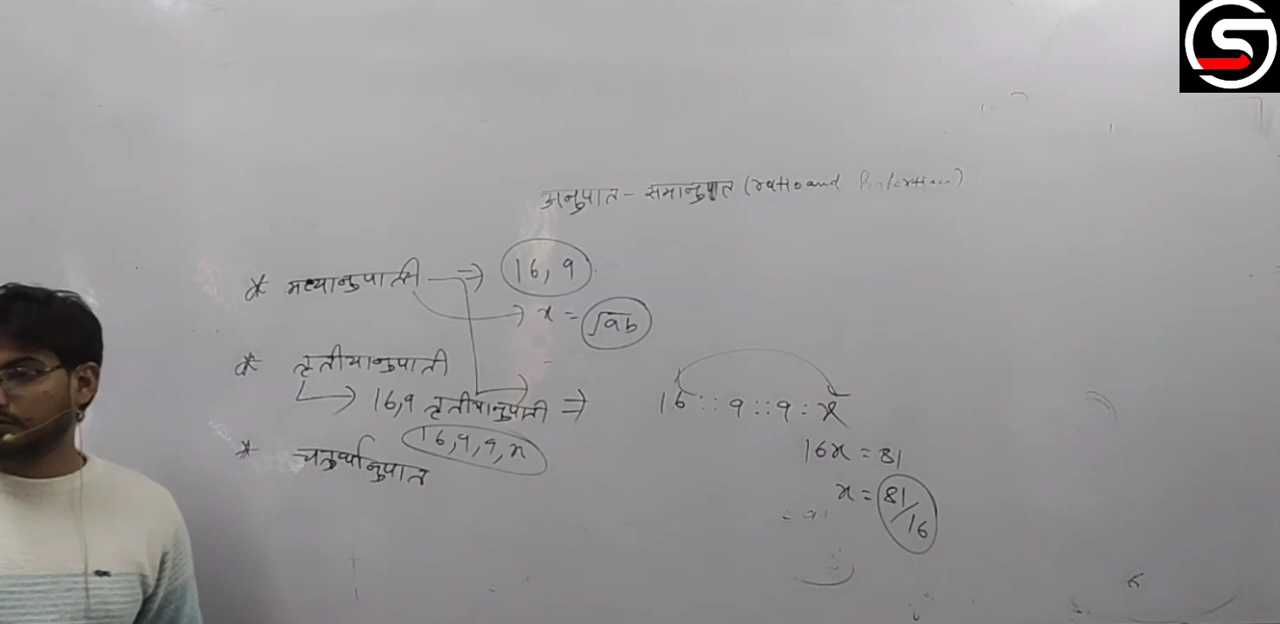 अनुपात - समानुपात (ratio and Proportion)
* मध्यानुपाती => 16, 9
x = √ab
* तृतीयानुपाती
16,9 तृतीयानुपाती =>
16 :: 9 :: 9 : x
16,9,9,x
* चतुर्थानुपात
16x = 81
x = 81/16